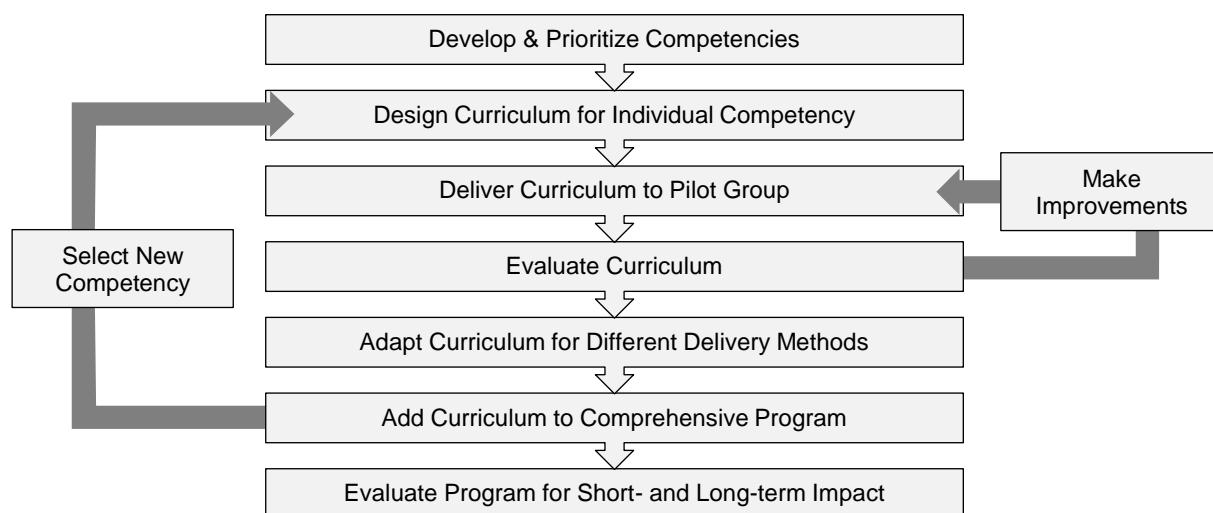 Develop & Prioritize Competencies
Design Curriculum for Individual Competency
Deliver Curriculum to Pilot Group
Make
Improvements
Select New
Competency
Evaluate Curriculum
Adapt Curriculum for Different Delivery Methods
Add Curriculum to Comprehensive Program
Evaluate Program for Short- and Long-term Impact